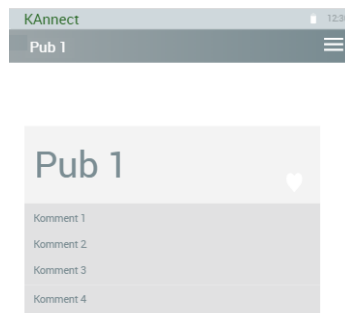 KAnnect
Pub 1
Pub 1
Komment 1
Komment 2
Komment 3
Komment 4